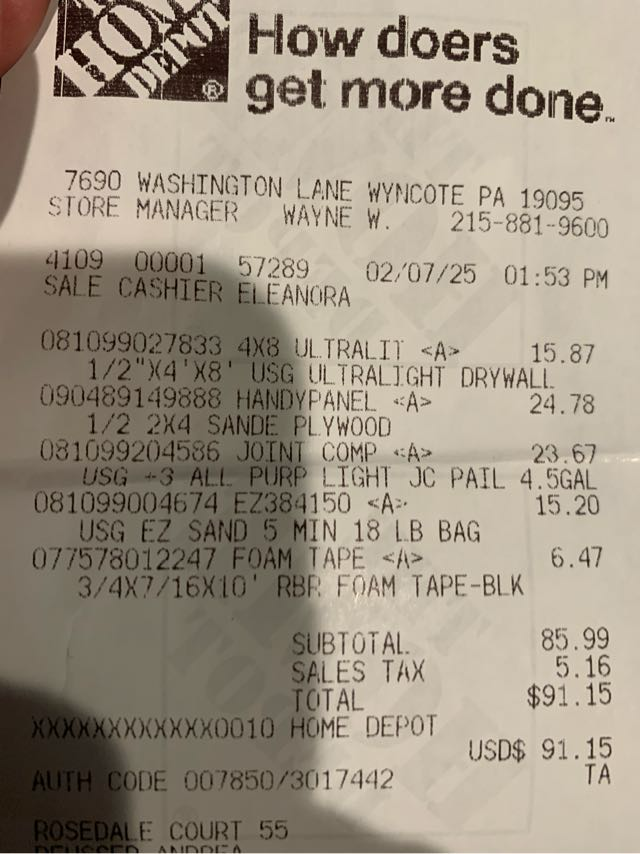 HOME
DEPOT
®
How doers
get more done.™
7690 WASHINGTON LANE WYNCOTE PA 19095
STORE MANAGER WAYNE W. 215-881-9600
4109 00001 57289 02/07/25 01:53 PM
SALE CASHIER ELEANORA
081099027833 4X8 ULTRALIT <A> 15.87
1/2"X4'X8' USG ULTRALIGHT DRYWALL
090489149888 HANDYPANEL <A> 24.78
1/2 2X4 SANDE PLYWOOD
081099204586 JOINT COMP <A> 23.67
USG +3 ALL PURP LIGHT JC PAIL 4.5GAL
081099004674 EZ384150 <A> 15.20
USG EZ SAND 5 MIN 18 LB BAG
077578012247 FOAM TAPE <A> 6.47
3/4X7/16X10' RBR FOAM TAPE-BLK
SUBTOTAL 85.99
SALES TAX 5.16
TOTAL $91.15
XXXXXXXXXXXX0010 HOME DEPOT
USD$ 91.15
AUTH CODE 007850/3017442 TA
ROSEDALE COURT 55
DEUSSER ANDREA